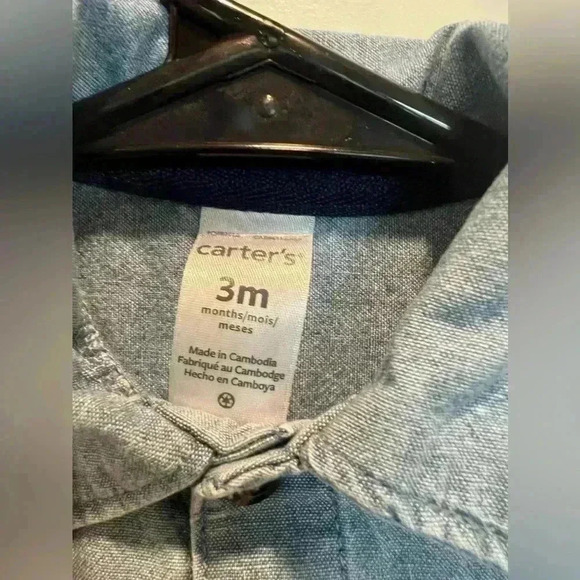 carter's
3m
months/mois/
meses
Made in Cambodia
Fabriqué au Cambodge
Hecho en Camboya